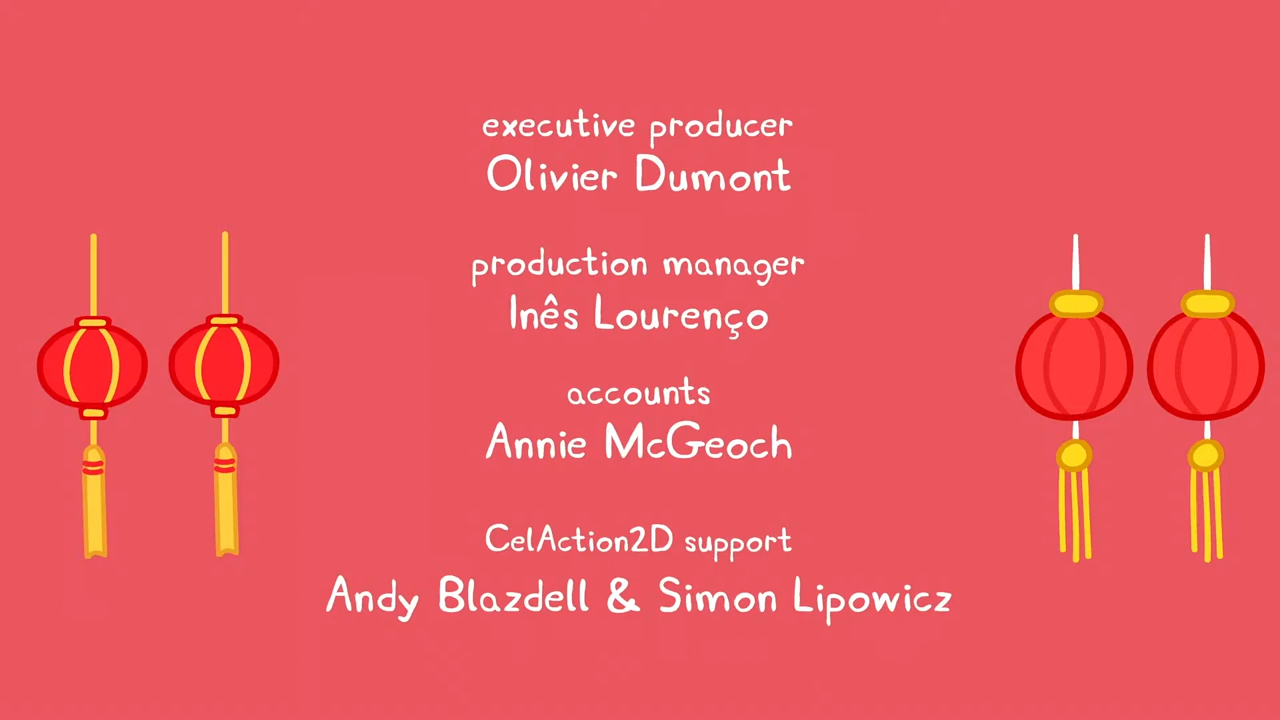 executive producer
Olivier Dumont
production manager
Inês Lourenço
accounts
Annie McGeoch
CelAction2D support
Andy Blazdell & Simon Lipowicz